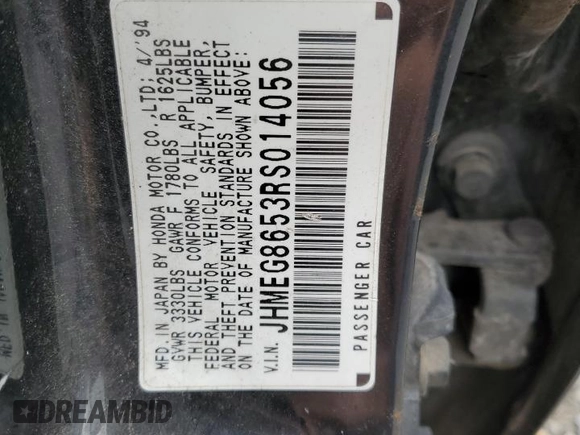 MFD. IN JAPAN BY HONDA MOTOR CO., LTD; 4/'94
GVWR 3330LBS GAWR F 1780LBS R 1625LBS
THIS VEHICLE CONFORMS TO ALL APPLICABLE
FEDERAL MOTOR VEHICLE SAFETY, BUMPER,
AND THEFT PREVENTION STANDARDS IN EFFECT
ON THE DATE OF MANUFACTURE SHOWN ABOVE:
V.I.N. JHMEG8653RS014056
PASSENGER CAR
DREAMBID